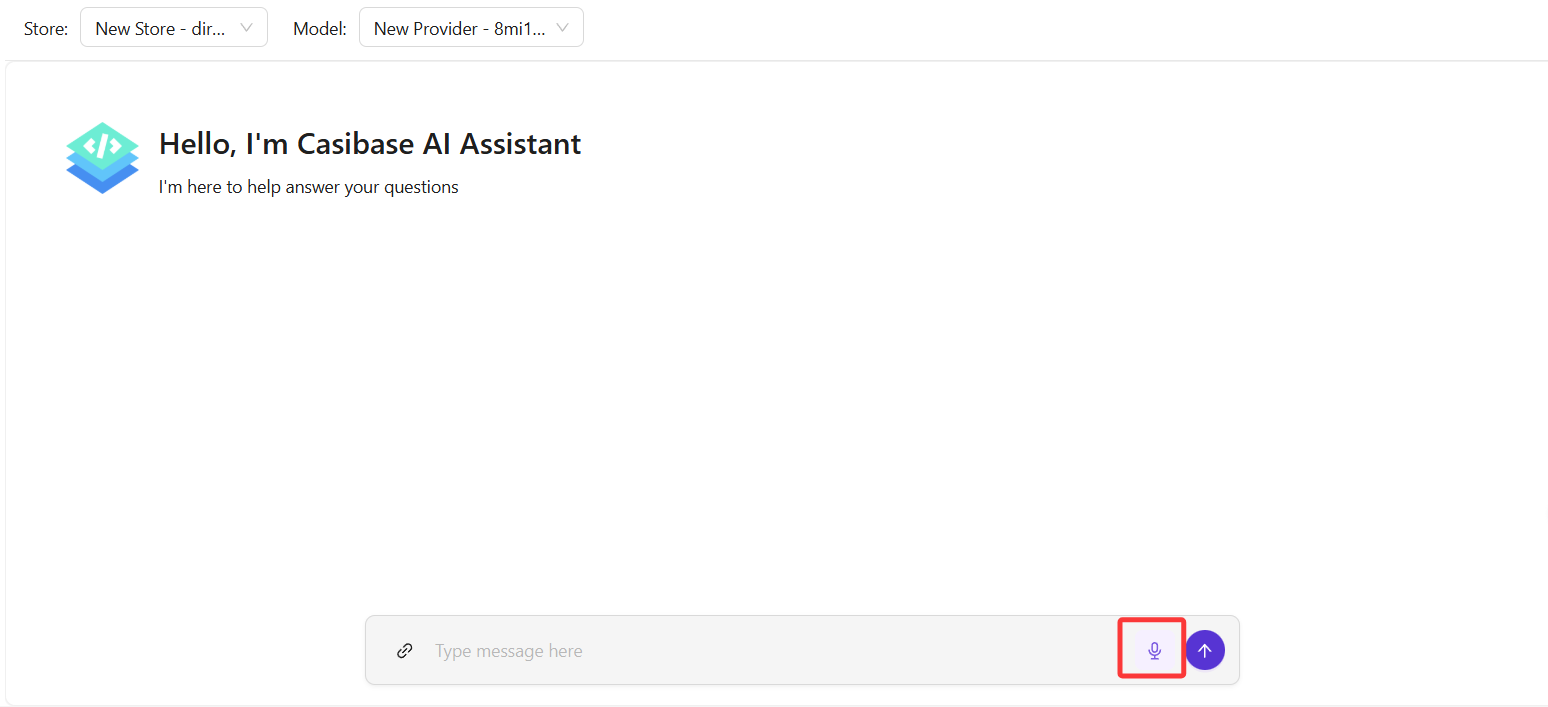 Store: New Store - dir... Model: New Provider - 8mi1...
</>
Hello, I'm Casibase AI Assistant
I'm here to help answer your questions
Type message here